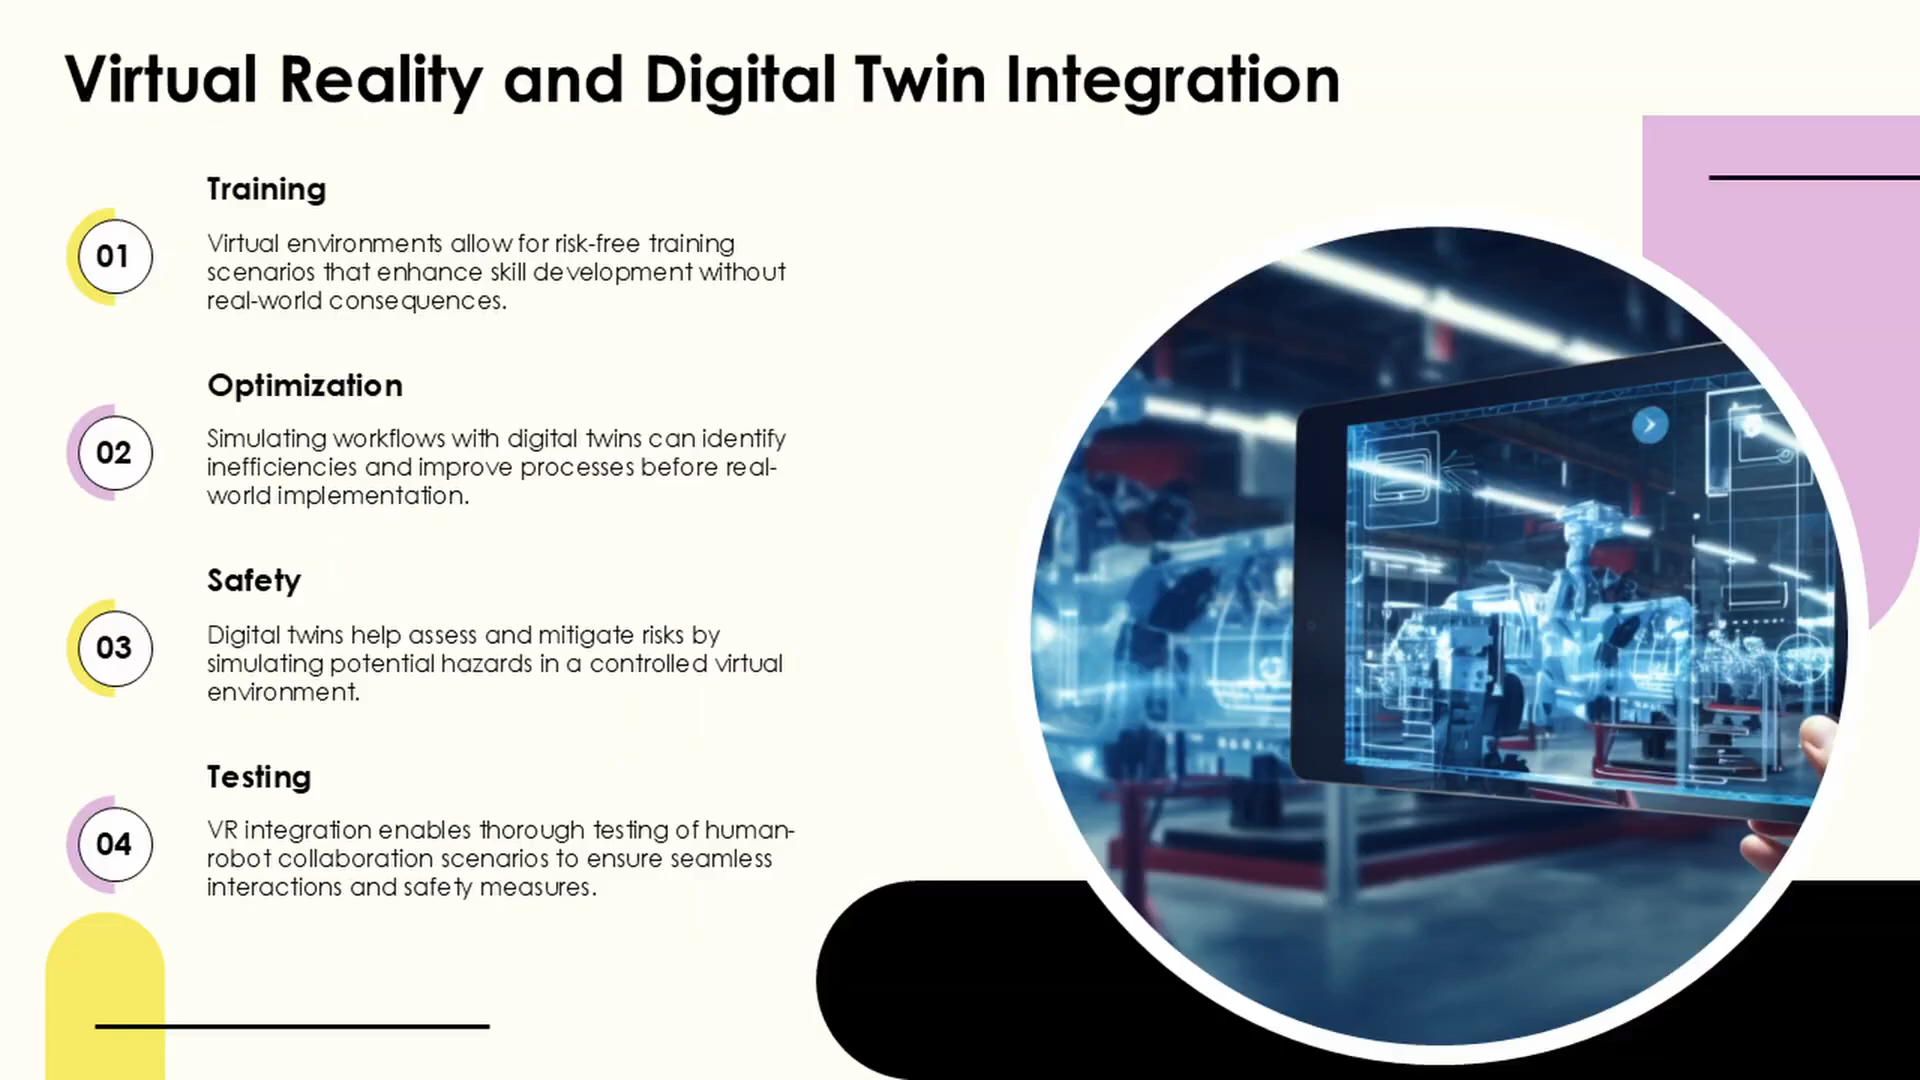 Virtual Reality and Digital Twin Integration
01
Training
Virtual environments allow for risk-free training
scenarios that enhance skill development without
real-world consequences.
02
Optimization
Simulating workflows with digital twins can identify
inefficiencies and improve processes before real-
world implementation.
03
Safety
Digital twins help assess and mitigate risks by
simulating potential hazards in a controlled virtual
environment.
04
Testing
VR integration enables thorough testing of human-
robot collaboration scenarios to ensure seamless
interactions and safety measures.